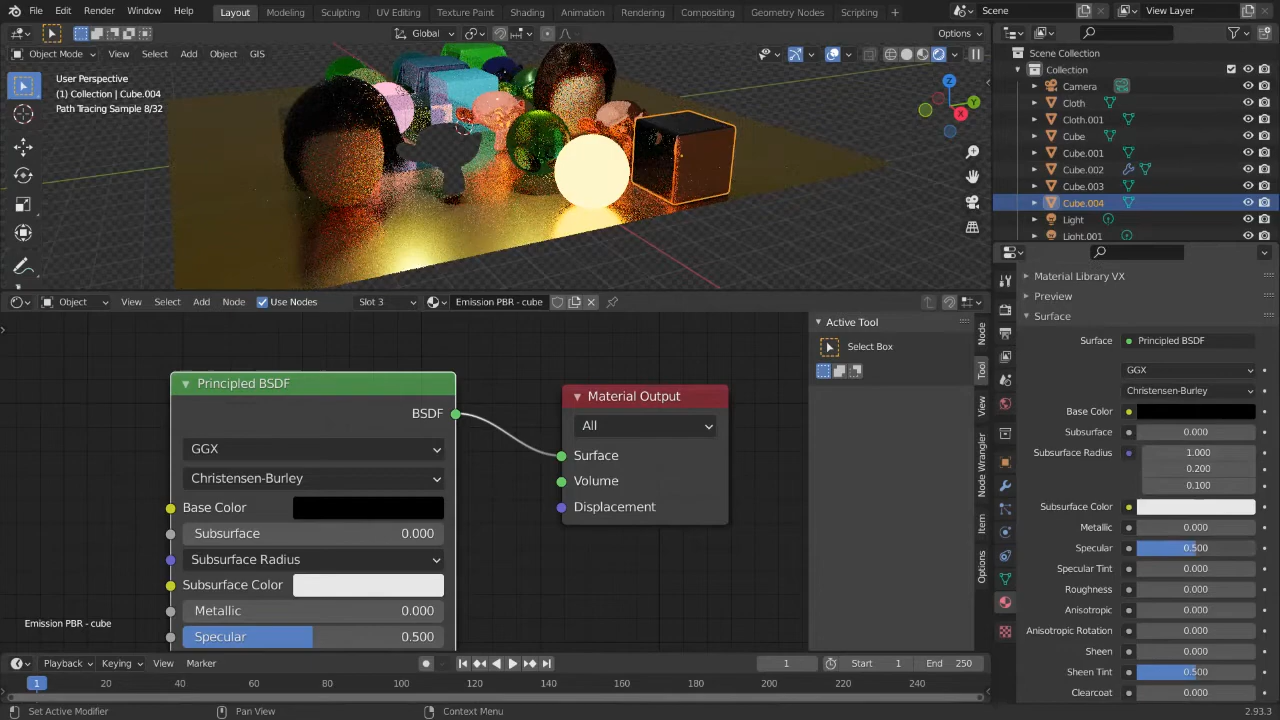 File Edit Render Window Help Layout Modeling Sculpting UV Editing Texture Paint Shading Animation Rendering Compositing Geometry Nodes Scripting + Scene View Layer
Global Options
Object Mode View Select Add Object GIS
User Perspective
(1) Collection | Cube.004
Path Tracing Sample 8/32
Z
Y
X
Scene Collection
Collection
Camera
Cloth
Cloth.001
Cube
Cube.001
Cube.002
Cube.003
Cube.004
Light
Light.001
Object View Select Add Node Use Nodes Slot 3 Emission PBR - cube
Principled BSDF
BSDF
GGX
Christensen-Burley
Base Color
Subsurface 0.000
Subsurface Radius
Subsurface Color
Metallic 0.000
Specular 0.500
Material Output
All
Surface
Volume
Displacement
Emission PBR - cube
Active Tool
Select Box
Node
Tool
View
Node Wrangler
Item
Options
Material Library VX
Preview
Surface
Surface Principled BSDF
GGX
Christensen-Burley
Base Color
Subsurface 0.000
Subsurface Radius 1.000
0.200
0.100
Subsurface Color
Metallic 0.000
Specular 0.500
Specular Tint 0.000
Roughness 0.000
Anisotropic 0.000
Anisotropic Rotation 0.000
Sheen 0.000
Sheen Tint 0.500
Clearcoat 0.000
Playback Keying View Marker 1 Start 1 End 250
1 20 40 60 80 100 120 140 160 180 200 220 240
Set Active Modifier Pan View Context Menu 2.93.3